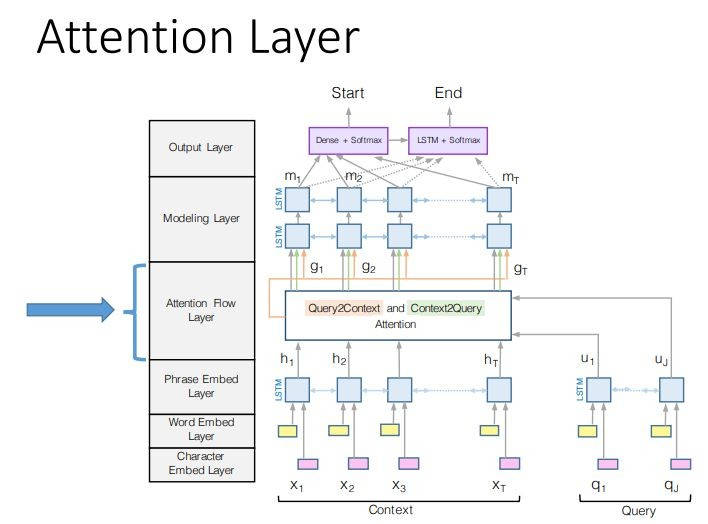 Attention Layer
Start End
Output Layer
Dense + Softmax LSTM + Softmax
m1 m2 mT
Modeling Layer
LSTM
LSTM
g1 g2 gT
Attention Flow
Layer
Query2Context and Context2Query
Attention
h1 h2 hT u1 uJ
Phrase Embed
Layer
LSTM LSTM
Word Embed
Layer
Character
Embed Layer
x1 x2 x3 xT q1 qJ
Context Query